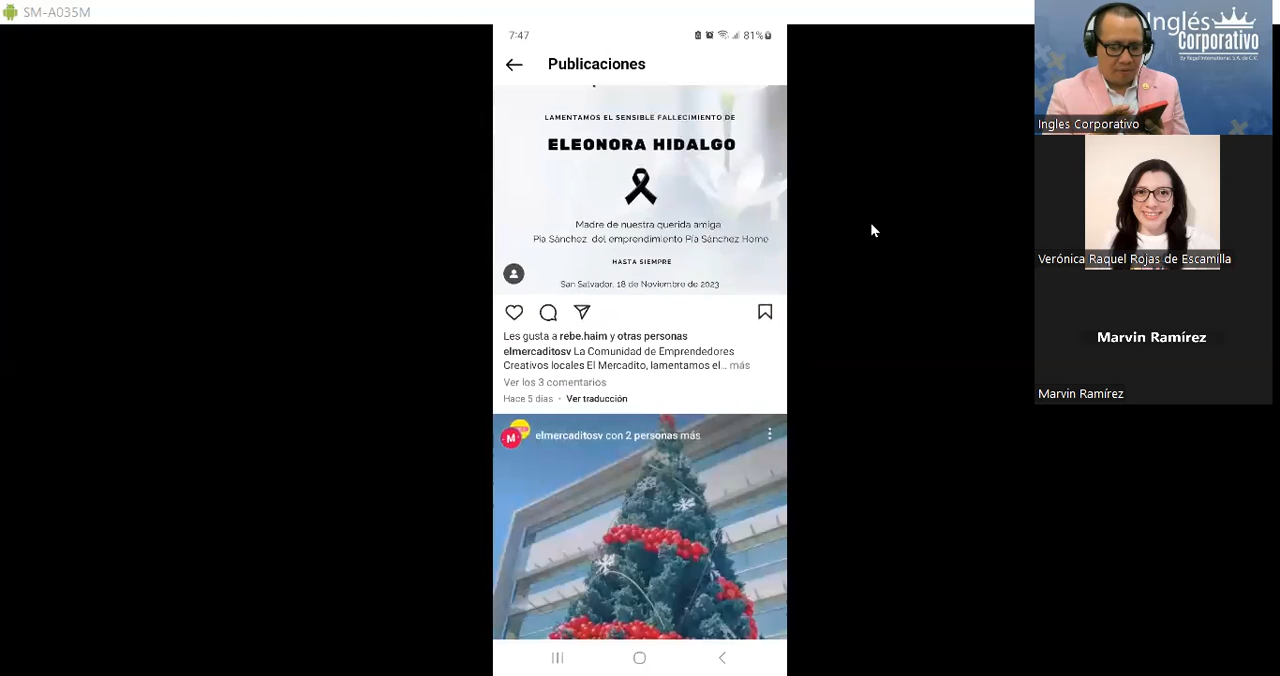 SM-A035M
7:47
81%
Publicaciones
LAMENTAMOS EL SENSIBLE FALLECIMIENTO DE
ELEONORA HIDALGO
Madre de nuestra querida amiga
Pía Sánchez del emprendimiento Pía Sánchez Home
HASTA SIEMPRE
San Salvador, 18 de Noviembre de 2023
Les gusta a rebe.haim y otras personas
elmercaditosv La Comunidad de Emprendedores
Creativos locales El Mercadito, lamentamos el... más
Ver los 3 comentarios
Hace 5 días · Ver traducción
M
elmercaditosv con 2 personas más
Inglés
Corporativo
By Regal International, S.A. de C.V.
Ingles Corporativo
Verónica Raquel Rojas de Escamilla
Marvin Ramírez
Marvin Ramírez